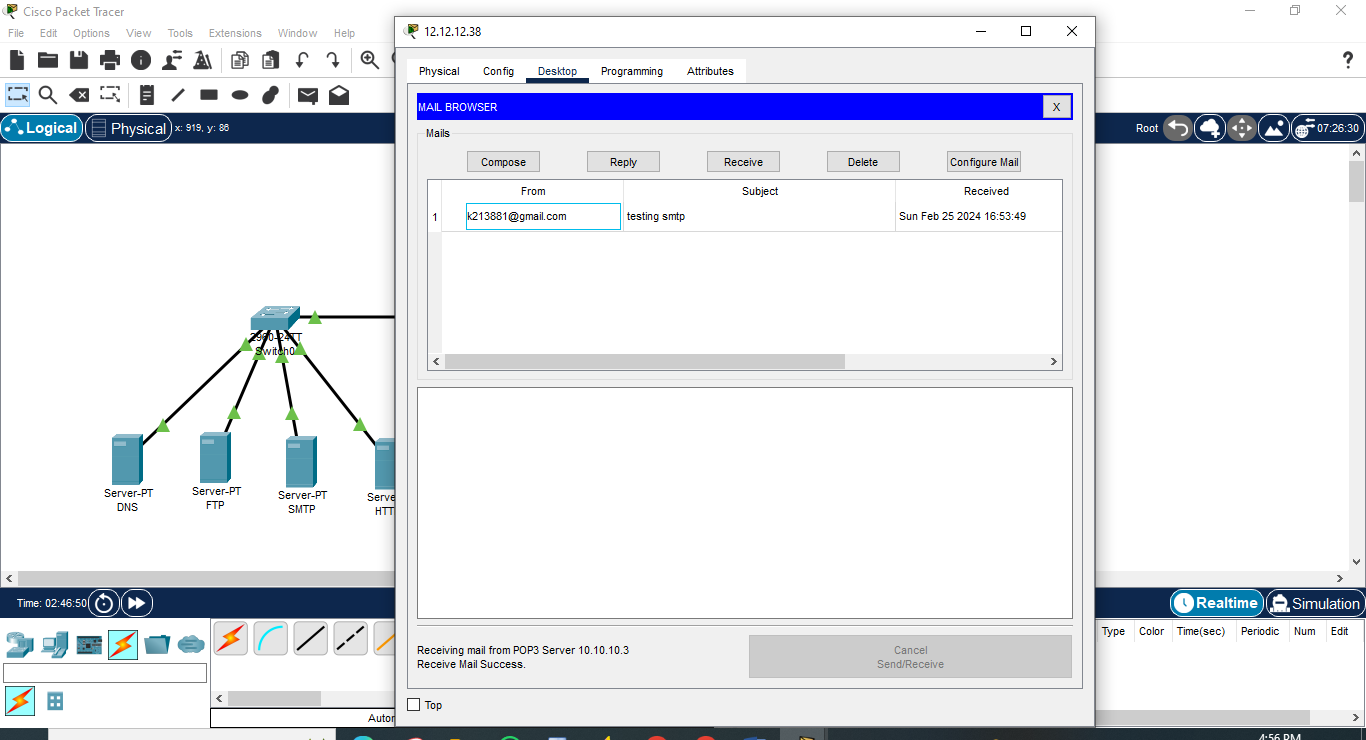 Cisco Packet Tracer
File Edit Options View Tools Extensions Window Help
Logical
Physical
x: 919, y: 86
Root
07:26:30
2960-24TT
Switch0
Server-PT
DNS
Server-PT
FTP
Server-PT
SMTP
Serve
HTT
12.12.12.38
Physical Config Desktop Programming Attributes
MAIL BROWSER
X
Mails
Compose Reply Receive Delete Configure Mail
From Subject Received
1 k213881@gmail.com testing smtp Sun Feb 25 2024 16:53:49
Receiving mail from POP3 Server 10.10.10.3
Receive Mail Success.
Cancel
Send/Receive
Top
Time: 02:46:50
Realtime
Simulation
Type Color Time(sec) Periodic Num Edit
Autor
4:56 PM